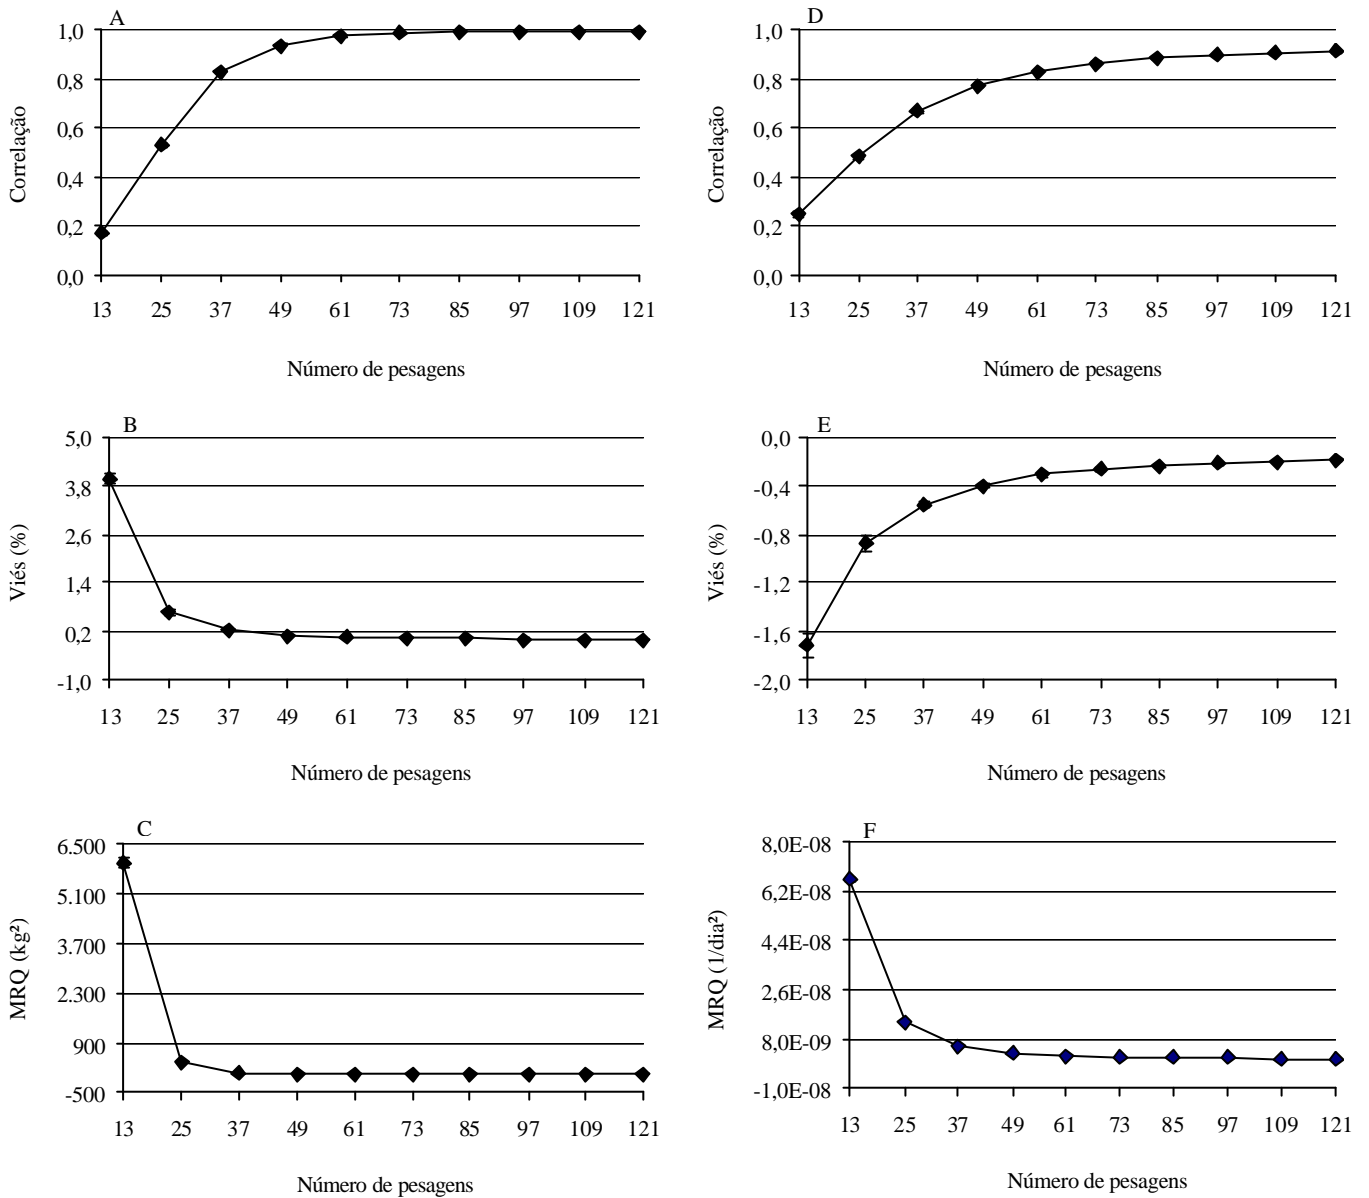 A
Correlação
1,0
0,8
0,6
0,4
0,2
0,0
13 25 37 49 61 73 85 97 109 121
Número de pesagens
D
Correlação
1,0
0,8
0,6
0,4
0,2
0,0
13 25 37 49 61 73 85 97 109 121
Número de pesagens
B
Viés (%)
5,0
3,8
2,6
1,4
0,2
-1,0
13 25 37 49 61 73 85 97 109 121
Número de pesagens
E
Viés (%)
0,0
-0,4
-0,8
-1,2
-1,6
-2,0
13 25 37 49 61 73 85 97 109 121
Número de pesagens
C
MRQ (kg²)
6.500
5.100
3.700
2.300
900
-500
13 25 37 49 61 73 85 97 109 121
Número de pesagens
F
MRQ (1/dia²)
8,0E-08
6,2E-08
4,4E-08
2,6E-08
8,0E-09
-1,0E-08
13 25 37 49 61 73 85 97 109 121
Número de pesagens